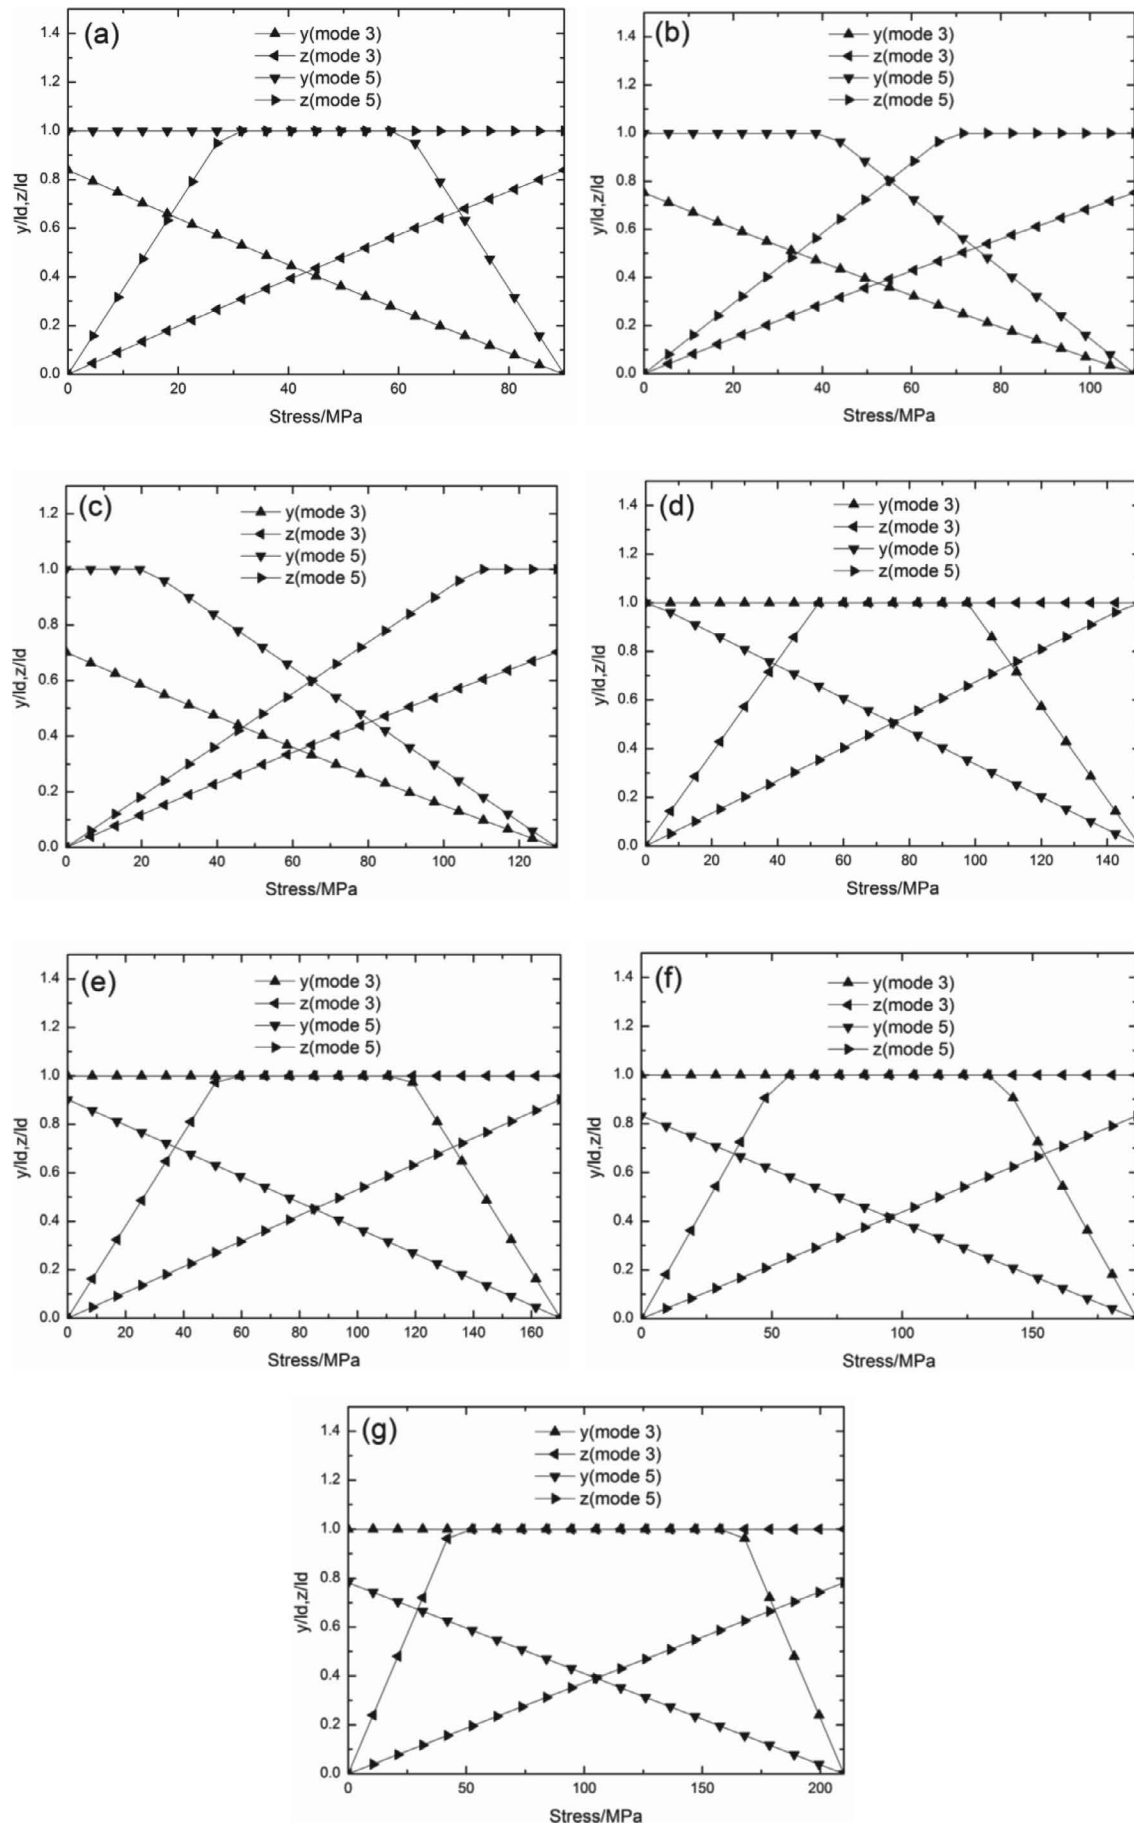 (a)
y(mode 3)
z(mode 3)
y(mode 5)
z(mode 5)
1.4
1.2
1.0
0.8
0.6
0.4
0.2
0.0
y/ld,z/ld
0 20 40 60 80
Stress/MPa
(b)
y(mode 3)
z(mode 3)
y(mode 5)
z(mode 5)
1.4
1.2
1.0
0.8
0.6
0.4
0.2
0.0
y/ld,z/ld
0 20 40 60 80 100
Stress/MPa
(c)
y(mode 3)
z(mode 3)
y(mode 5)
z(mode 5)
1.2
1.0
0.8
0.6
0.4
0.2
0.0
y/ld,z/ld
0 20 40 60 80 100 120
Stress/MPa
(d)
y(mode 3)
z(mode 3)
y(mode 5)
z(mode 5)
1.4
1.2
1.0
0.8
0.6
0.4
0.2
0.0
y/ld,z/ld
0 20 40 60 80 100 120 140
Stress/MPa
(e)
y(mode 3)
z(mode 3)
y(mode 5)
z(mode 5)
1.4
1.2
1.0
0.8
0.6
0.4
0.2
0.0
y/ld,z/ld
0 20 40 60 80 100 120 140 160
Stress/MPa
(f)
y(mode 3)
z(mode 3)
y(mode 5)
z(mode 5)
1.4
1.2
1.0
0.8
0.6
0.4
0.2
0.0
y/ld,z/ld
0 50 100 150
Stress/MPa
(g)
y(mode 3)
z(mode 3)
y(mode 5)
z(mode 5)
1.4
1.2
1.0
0.8
0.6
0.4
0.2
0.0
y/ld,z/ld
0 50 100 150 200
Stress/MPa